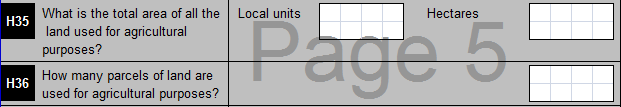 H35 What is the total area of all the Local units Hectares
land used for agricultural
purposes?
Page 5
H36 How many parcels of land are
used for agricultural purposes?